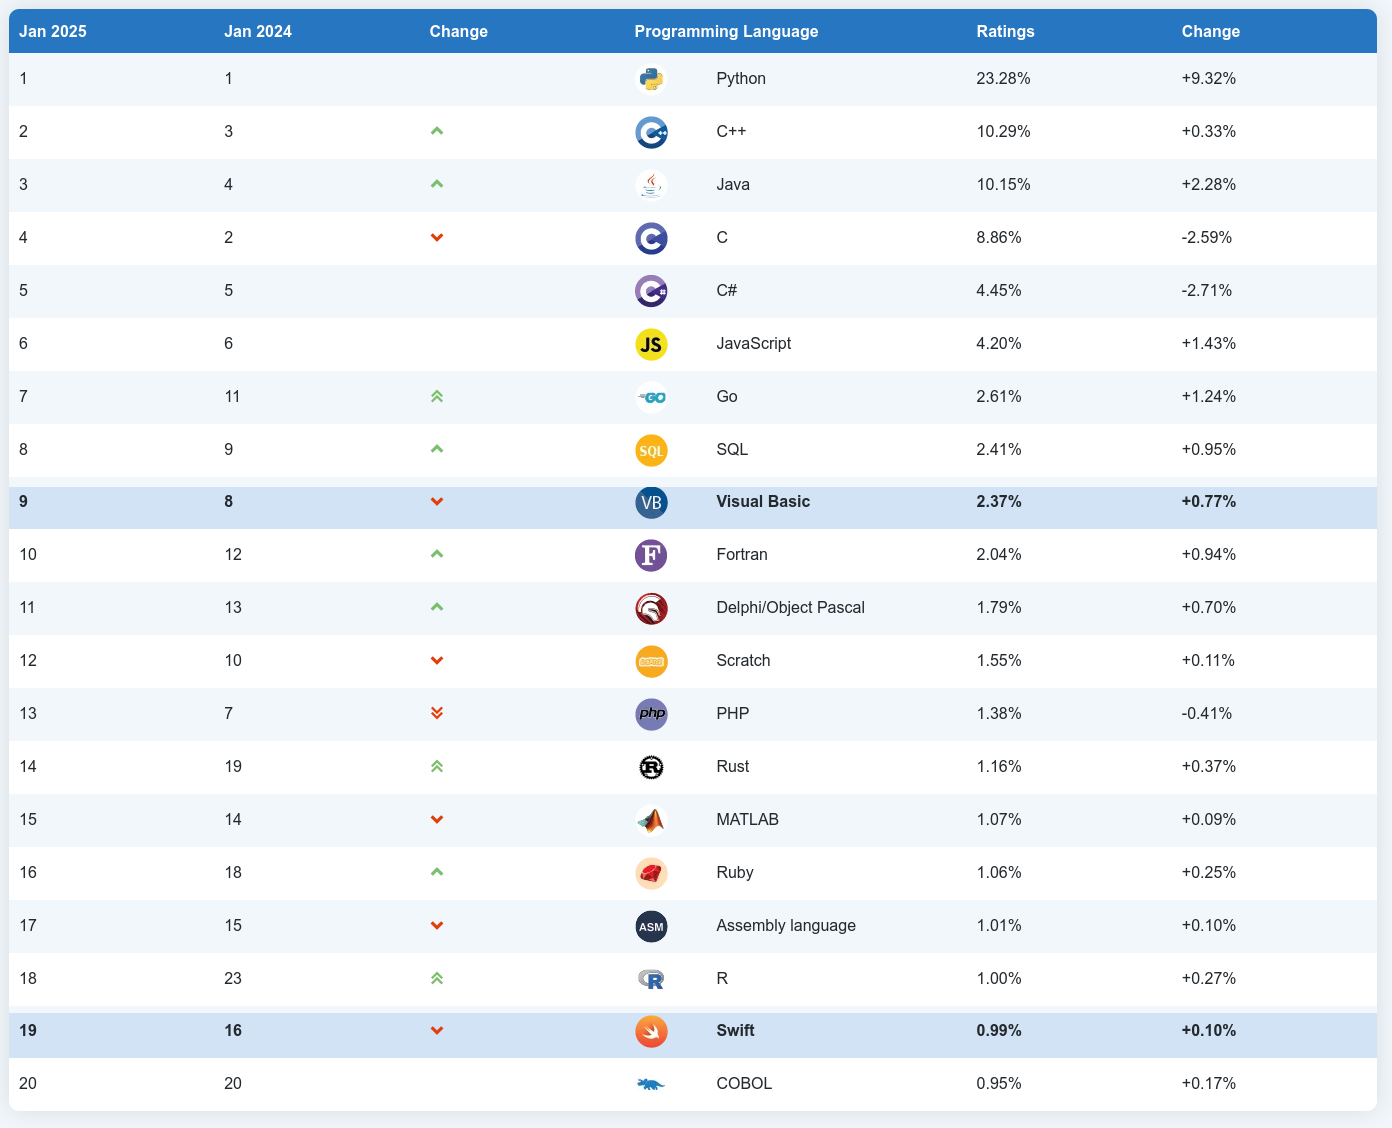 Jan 2025 Jan 2024 Change Programming Language Ratings Change
1 1 Python 23.28% +9.32%
2 3 C++ 10.29% +0.33%
3 4 Java 10.15% +2.28%
4 2 C 8.86% -2.59%
5 5 C# 4.45% -2.71%
6 6 JS JavaScript 4.20% +1.43%
7 11 GO Go 2.61% +1.24%
8 9 SQL SQL 2.41% +0.95%
9 8 VB Visual Basic 2.37% +0.77%
10 12 F Fortran 2.04% +0.94%
11 13 Delphi/Object Pascal 1.79% +0.70%
12 10 Scratch 1.55% +0.11%
13 7 php PHP 1.38% -0.41%
14 19 R Rust 1.16% +0.37%
15 14 MATLAB 1.07% +0.09%
16 18 Ruby 1.06% +0.25%
17 15 ASM Assembly language 1.01% +0.10%
18 23 R R 1.00% +0.27%
19 16 Swift 0.99% +0.10%
20 20 COBOL 0.95% +0.17%